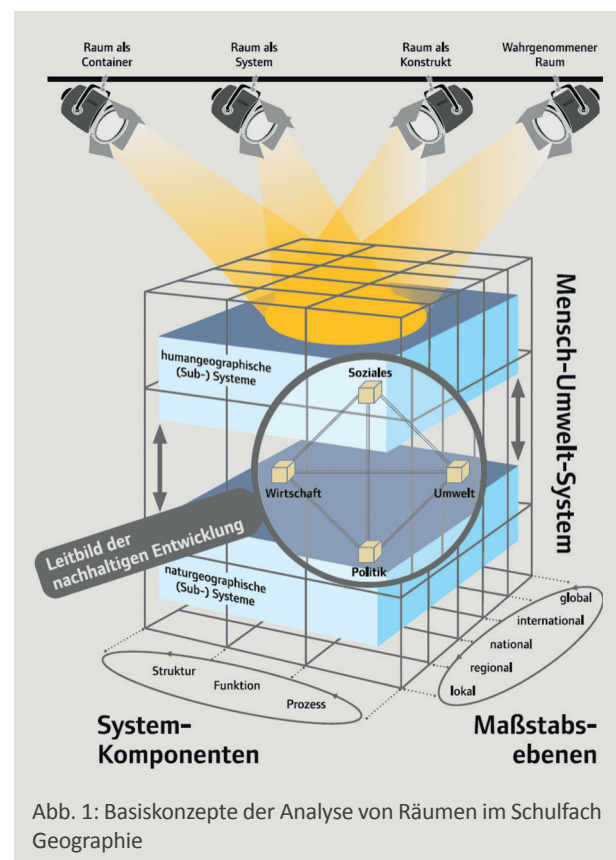 Raum als
Container
Raum als
System
Raum als
Konstrukt
Wahrgenommener
Raum
Mensch-Umwelt-System
humangeographische
(Sub-) Systeme
Soziales
Wirtschaft
Umwelt
Politik
Leitbild der
nachhaltigen Entwicklung
naturgeographische
(Sub-) Systeme
global
international
national
regional
lokal
Struktur
Funktion
Prozess
System-
Komponenten
Maßstabs-
ebenen
Abb. 1: Basiskonzepte der Analyse von Räumen im Schulfach
Geographie